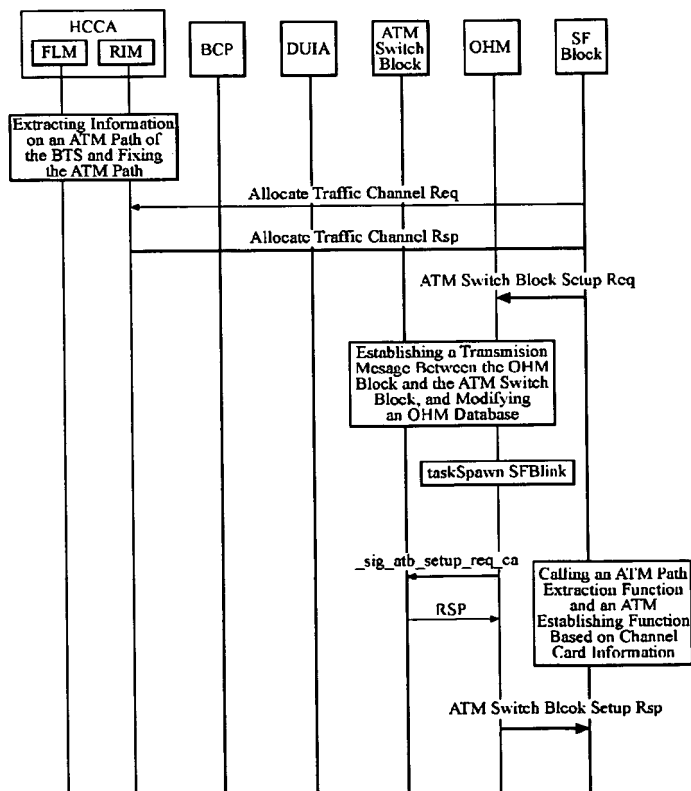 HCCA
FLM
RIM
BCP
DUIA
ATM
Switch
Block
OHM
SF
Block
Extracting Information
on an ATM Path of
the BTS and Fixing
the ATM Path
Allocate Traffic Channel Req
Allocate Traffic Channel Rsp
ATM Switch Block Setup Req
Establishing a Transmision
Message Between the OHM
Block and the ATM Switch
Block, and Modifying
an OHM Database
taskSpawn SFBlink
_sig_atb_setup_req_ca
RSP
Calling an ATM Path
Extraction Function
and an ATM
Establishing Function
Based on Channel
Card Information
ATM Switch Blcok Setup Rsp